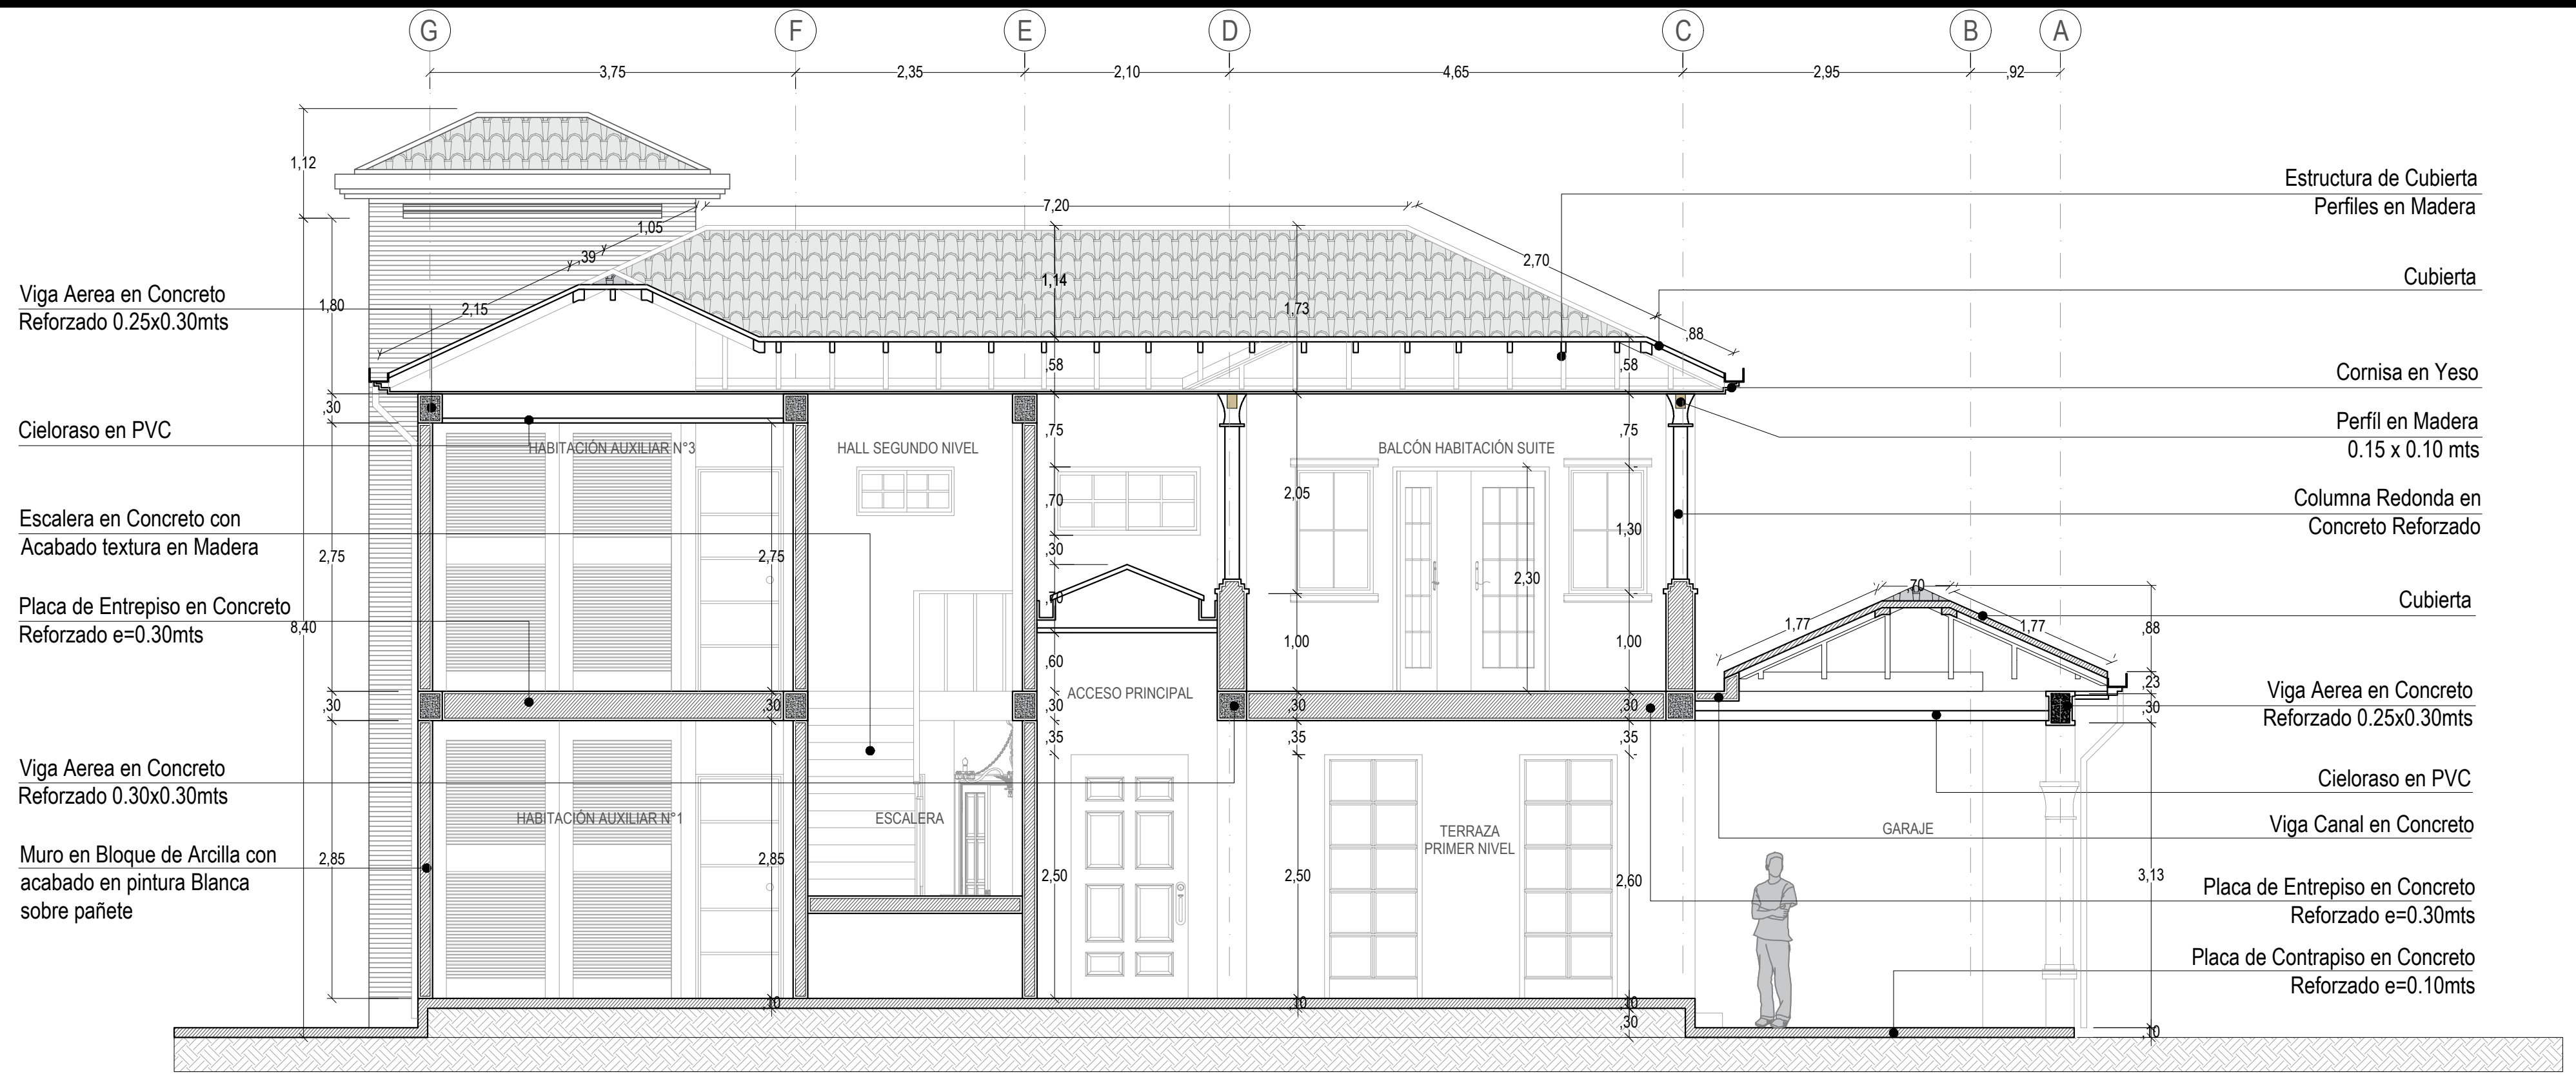 G F E D C B A
3,75 2,35 2,10 4,65 2,95 ,92
1,12
1,05
7,20
,39
2,15
1,80
1,14
1,73
2,70
,88
,58
,58
Estructura de Cubierta
Perfiles en Madera
Cubierta
Cornisa en Yeso
Perfíl en Madera
0.15 x 0.10 mts
Columna Redonda en
Concreto Reforzado
Cubierta
Viga Aerea en Concreto
Reforzado 0.25x0.30mts
Cieloraso en PVC
Viga Canal en Concreto
Placa de Entrepiso en Concreto
Reforzado e=0.30mts
Placa de Contrapiso en Concreto
Reforzado e=0.10mts
Viga Aerea en Concreto
Reforzado 0.25x0.30mts
Cieloraso en PVC
Escalera en Concreto con
Acabado textura en Madera
Placa de Entrepiso en Concreto
Reforzado e=0.30mts
Viga Aerea en Concreto
Reforzado 0.30x0.30mts
Muro en Bloque de Arcilla con
acabado en pintura Blanca
sobre pañete
,30
2,75
8,40
,30
2,85
HABITACIÓN AUXILIAR N°3
2,75
,30
HABITACIÓN AUXILIAR N°1
2,85
,10
HALL SEGUNDO NIVEL
ESCALERA
,75
,70
,30
,70
,60
,30
,35
2,50
ACCESO PRINCIPAL
BALCÓN HABITACIÓN SUITE
2,05
2,30
1,00
,30
,35
2,50
,10
TERRAZA
PRIMER NIVEL
,75
1,30
1,00
,30
,35
2,60
,10
,30
,70
1,77
1,77
,88
,23
,30
3,13
,10
GARAJE